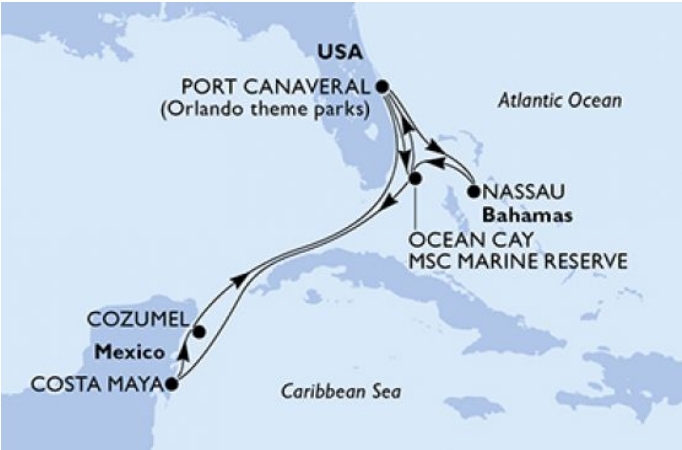 USA
PORT CANAVERAL
(Orlando theme parks)
Atlantic Ocean
NASSAU
Bahamas
OCEAN CAY
MSC MARINE RESERVE
COZUMEL
Mexico
COSTA MAYA
Caribbean Sea